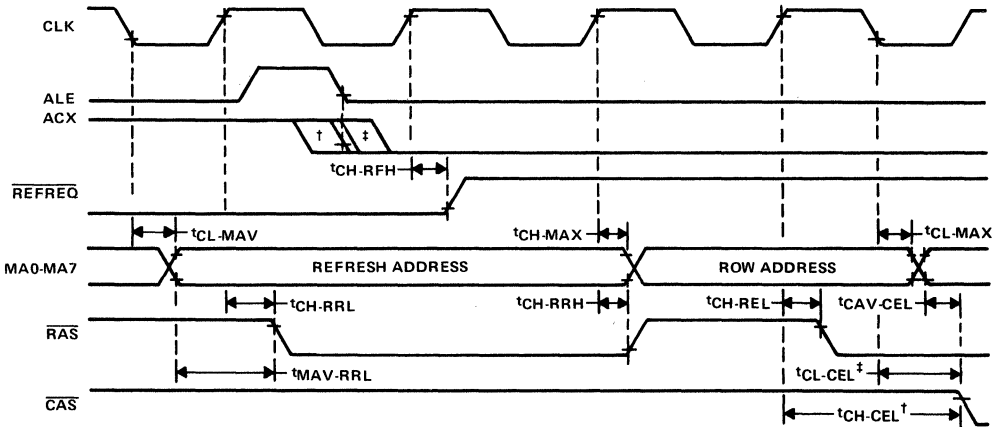 CLK
ALE
ACX
† ‡
tCH-RFH
REFREQ
tCL-MAV tCH-MAX tCL-MAX
MA0-MA7 REFRESH ADDRESS ROW ADDRESS
tCH-RRL tCH-RRH tCH-REL tCAV-CEL
RAS
tMAV-RRL tCL-CEL‡
CAS tCH-CEL†